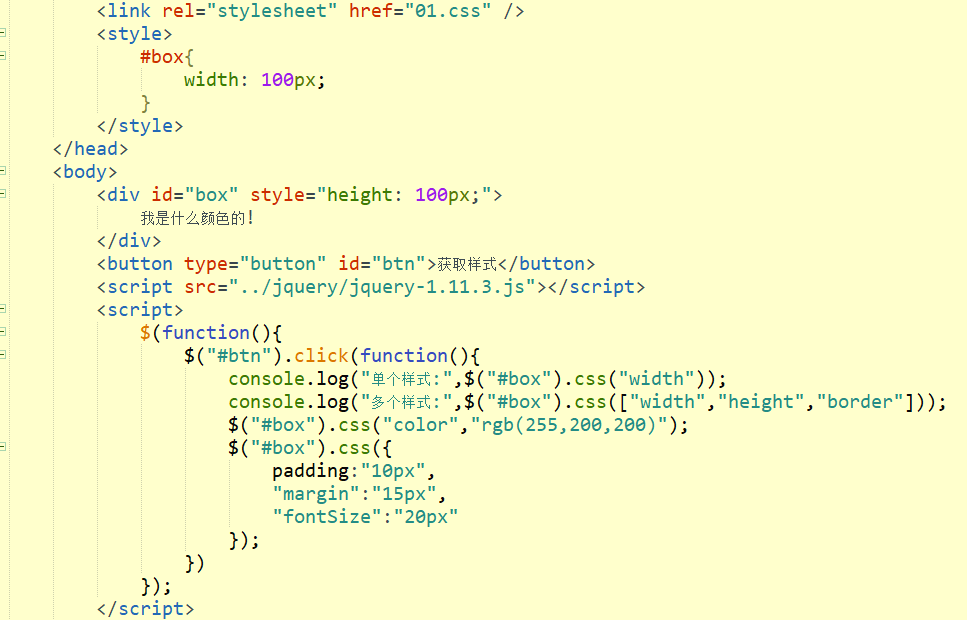 <link rel="stylesheet" href="01.css" />
<style>
#box{
width: 100px;
}
</style>
</head>
<body>
<div id="box" style="height: 100px;">
我是什么颜色的!
</div>
<button type="button" id="btn">获取样式</button>
<script src="../jquery/jquery-1.11.3.js"></script>
<script>
$(function(){
$("#btn").click(function(){
console.log("单个样式:",$("#box").css("width"));
console.log("多个样式:",$("#box").css(["width","height","border"]));
$("#box").css("color","rgb(255,200,200)");
$("#box").css({
padding:"10px",
"margin":"15px",
"fontSize":"20px"
});
})
});
</script>